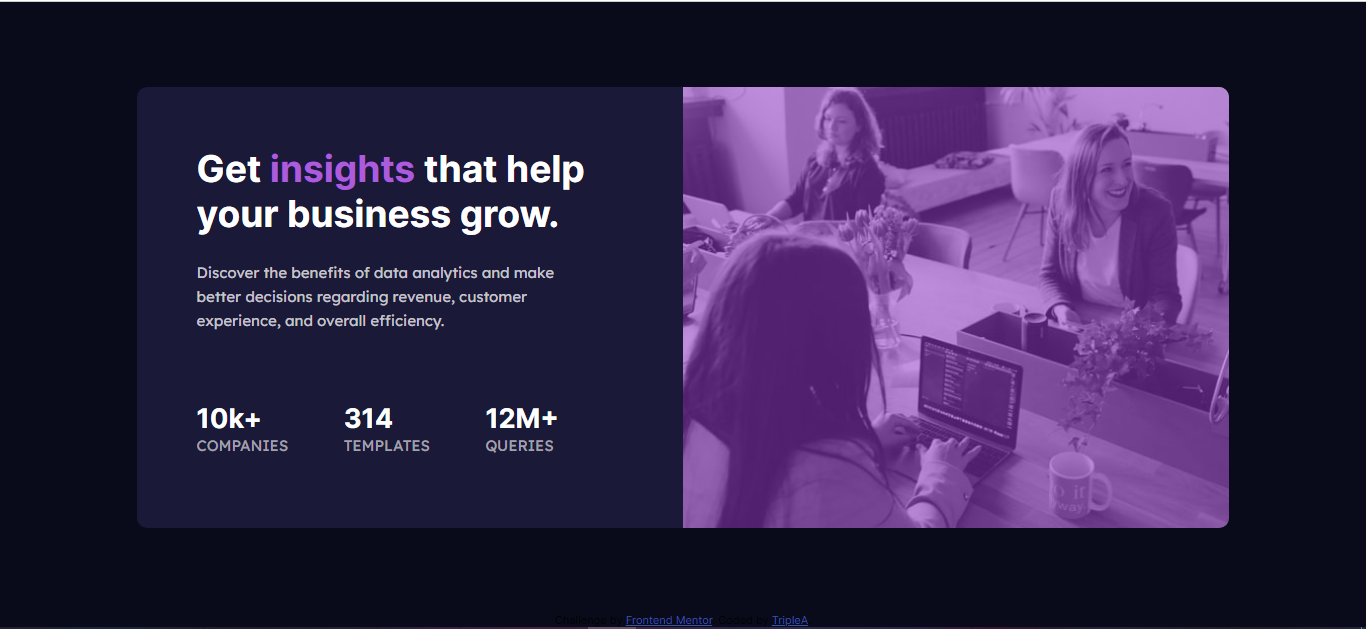 Get insights that help
your business grow.
Discover the benefits of data analytics and make
better decisions regarding revenue, customer
experience, and overall efficiency.
10k+ 314 12M+
COMPANIES TEMPLATES QUERIES
Challenge by Frontend Mentor. Coded by TripleA